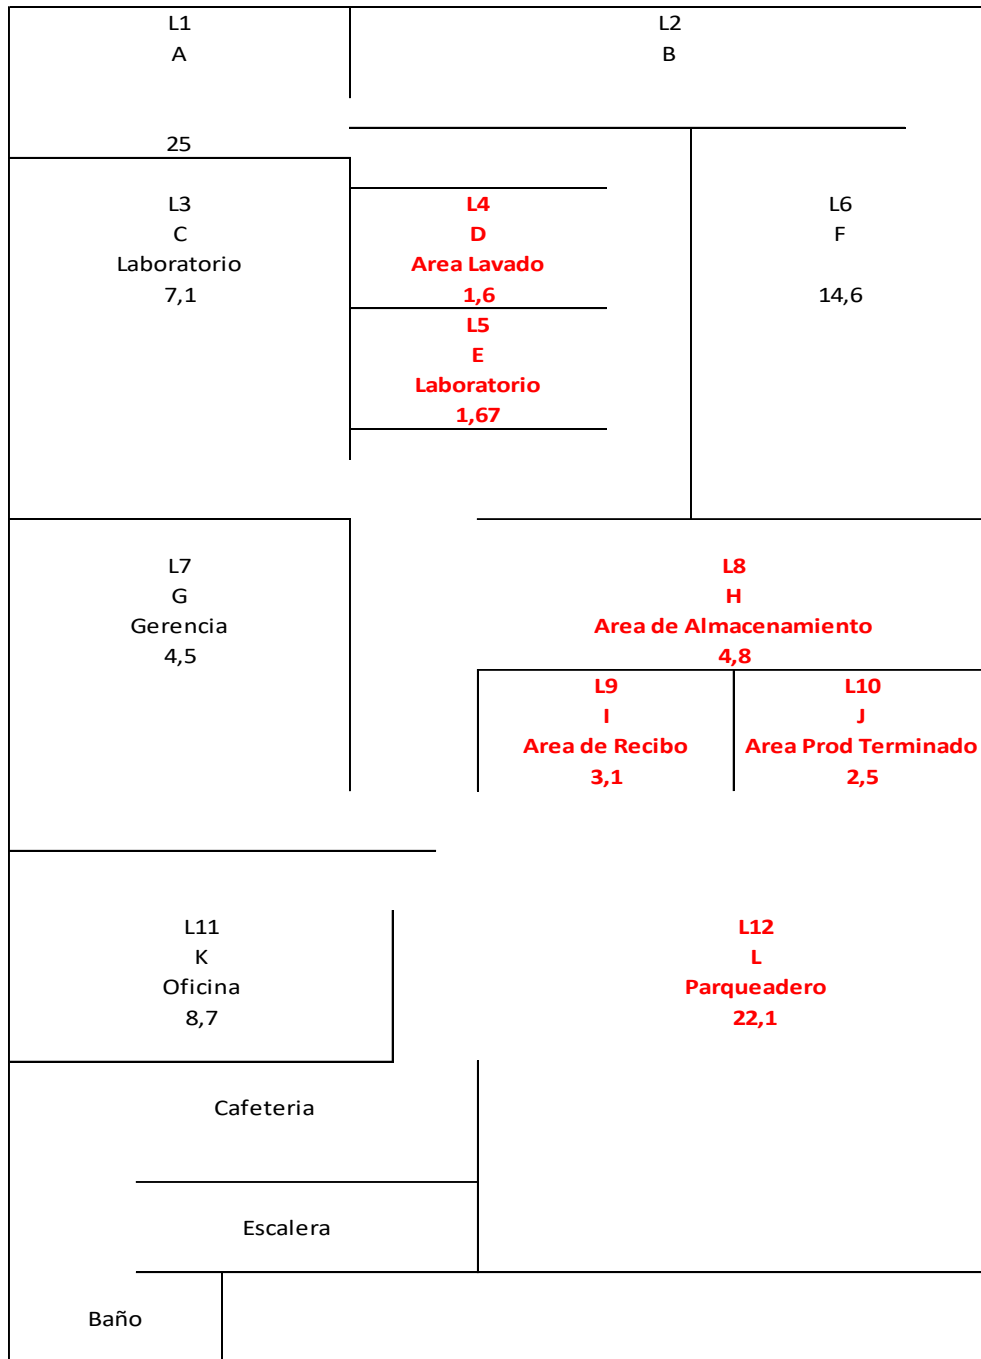 L1
A
25
L2
B
L3
C
Laboratorio
7,1
L4
D
Area Lavado
1,6
L5
E
Laboratorio
1,67
L6
F
14,6
L7
G
Gerencia
4,5
L8
H
Area de Almacenamiento
4,8
L9
I
Area de Recibo
3,1
L10
J
Area Prod Terminado
2,5
L11
K
Oficina
8,7
L12
L
Parqueadero
22,1
Cafeteria
Escalera
Baño